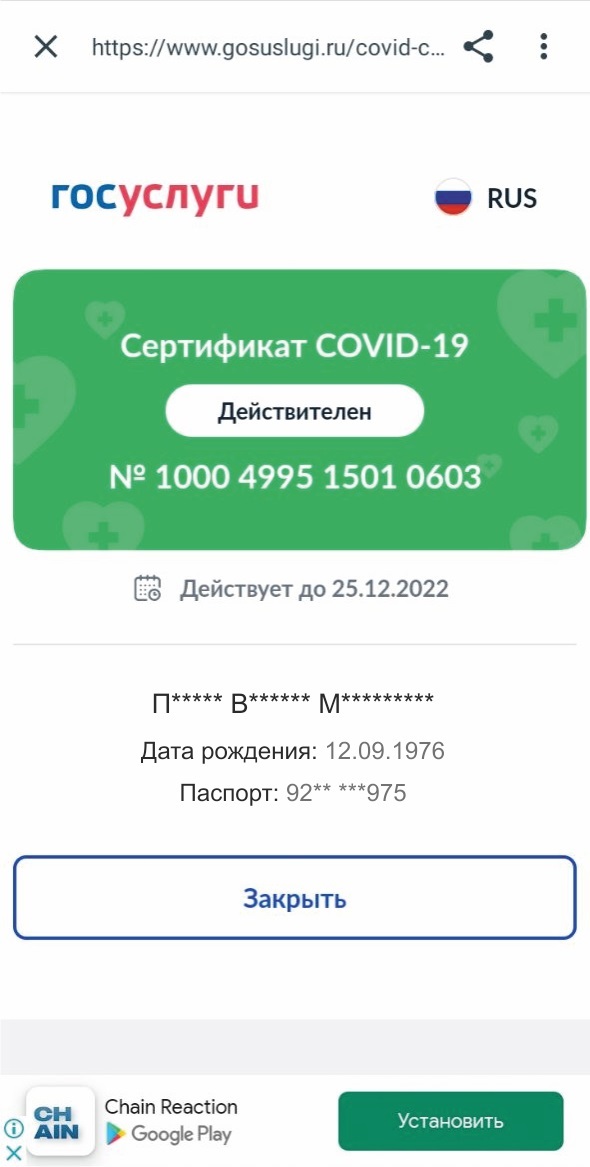 https://www.gosuslugi.ru/covid-c...
госуслуги
RUS
Сертификат COVID-19
Действителен
№ 1000 4995 1501 0603
Действует до 25.12.2022
П***** В****** М*********
Дата рождения: 12.09.1976
Паспорт: 92** ***975
Закрыть
CH
AIN
Chain Reaction
Google Play
Установить